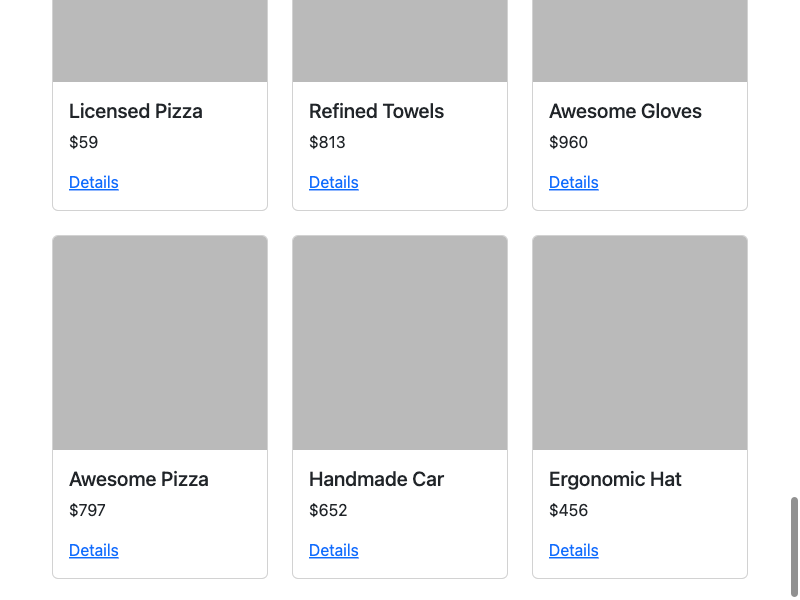 Licensed Pizza
$59
Details
Refined Towels
$813
Details
Awesome Gloves
$960
Details
Awesome Pizza
$797
Details
Handmade Car
$652
Details
Ergonomic Hat
$456
Details